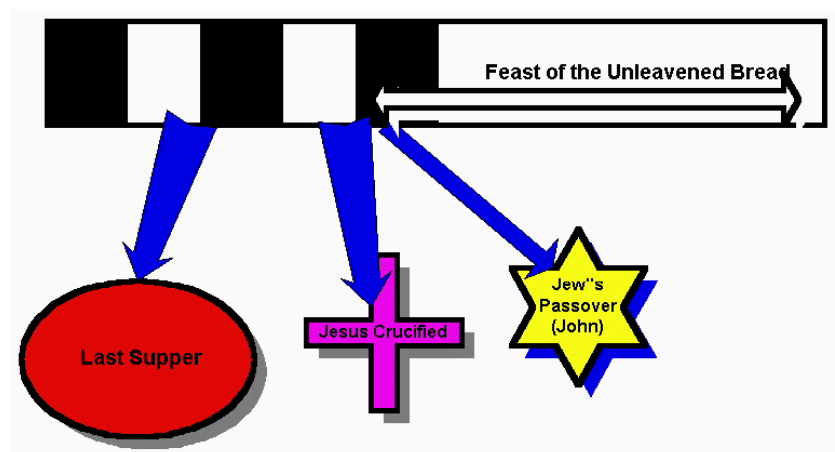 Feast of the Unleavened Bread
Last Supper
Jesus Crucified
Jew"s
Passover
(John)